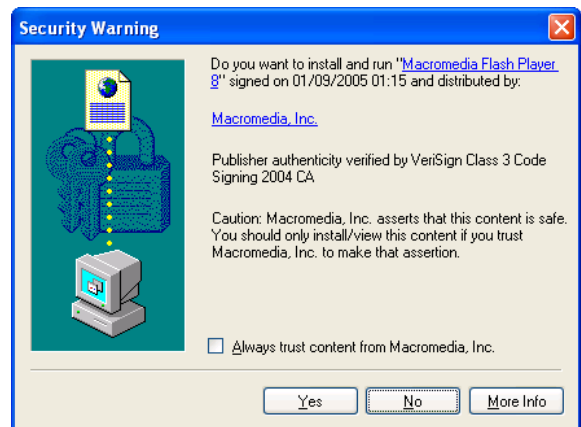 Security Warning
Do you want to install and run "Macromedia Flash Player
8" signed on 01/09/2005 01:15 and distributed by:
Macromedia, Inc.
Publisher authenticity verified by VeriSign Class 3 Code
Signing 2004 CA
Caution: Macromedia, Inc. asserts that this content is safe.
You should only install/view this content if you trust
Macromedia, Inc. to make that assertion.
Always trust content from Macromedia, Inc.
Yes
No
More Info